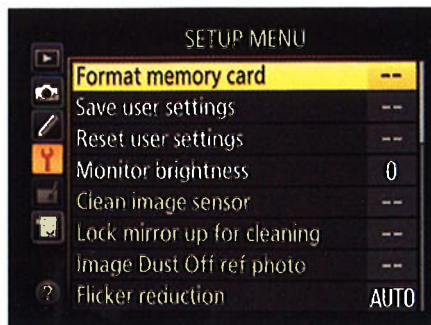 SETUP MENU
Format memory card --
Save user settings --
Reset user settings --
Monitor brightness 0
Clean image sensor --
Lock mirror up for cleaning --
Image Dust Off ref photo --
? Flicker reduction AUTO